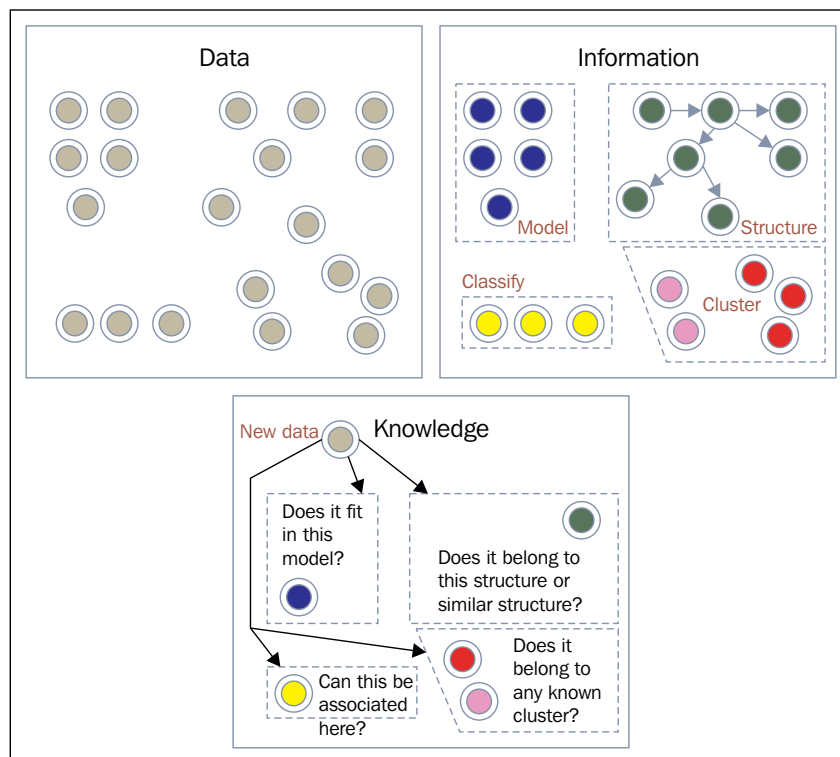 Data
Information
Model
Structure
Classify
Cluster
New data
Knowledge
Does it fit
in this
model?
Does it belong to
this structure or
similar structure?
Can this be
associated
here?
Does it
belong to
any known
cluster?